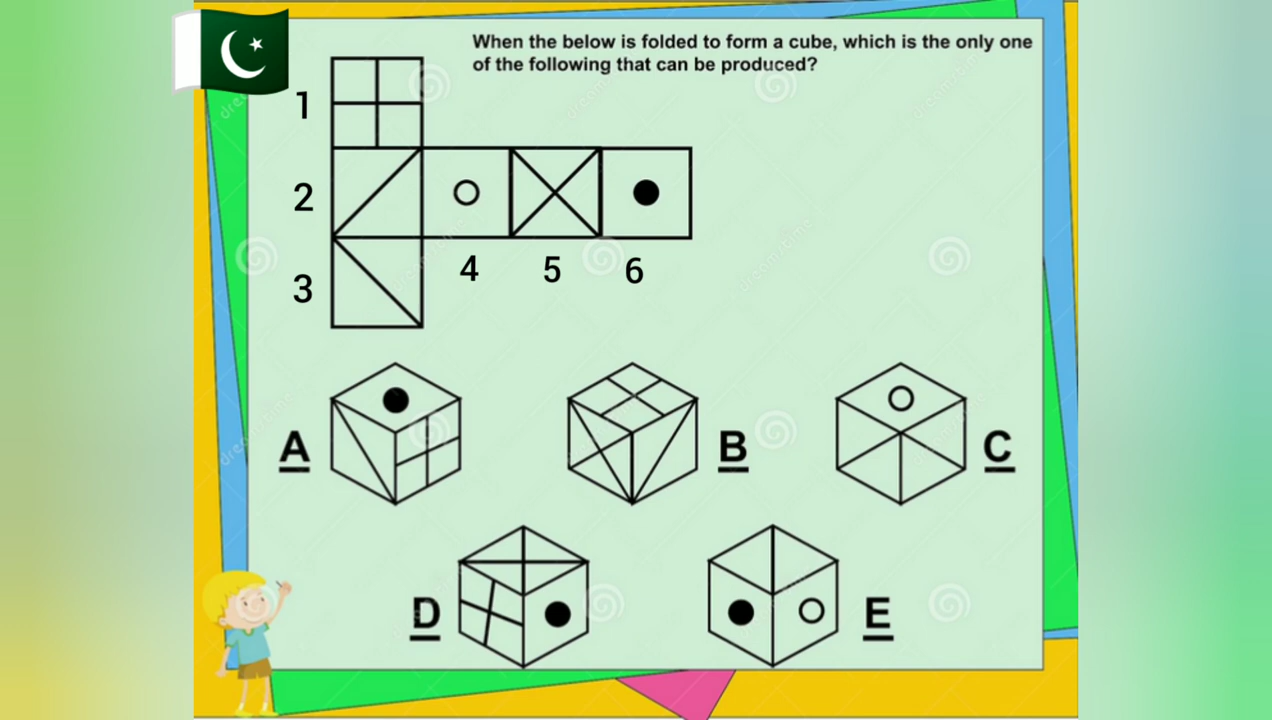 When the below is folded to form a cube, which is the only one
of the following that can be produced?
1
2
3
4 5 6
A B C
D E
dreamstime